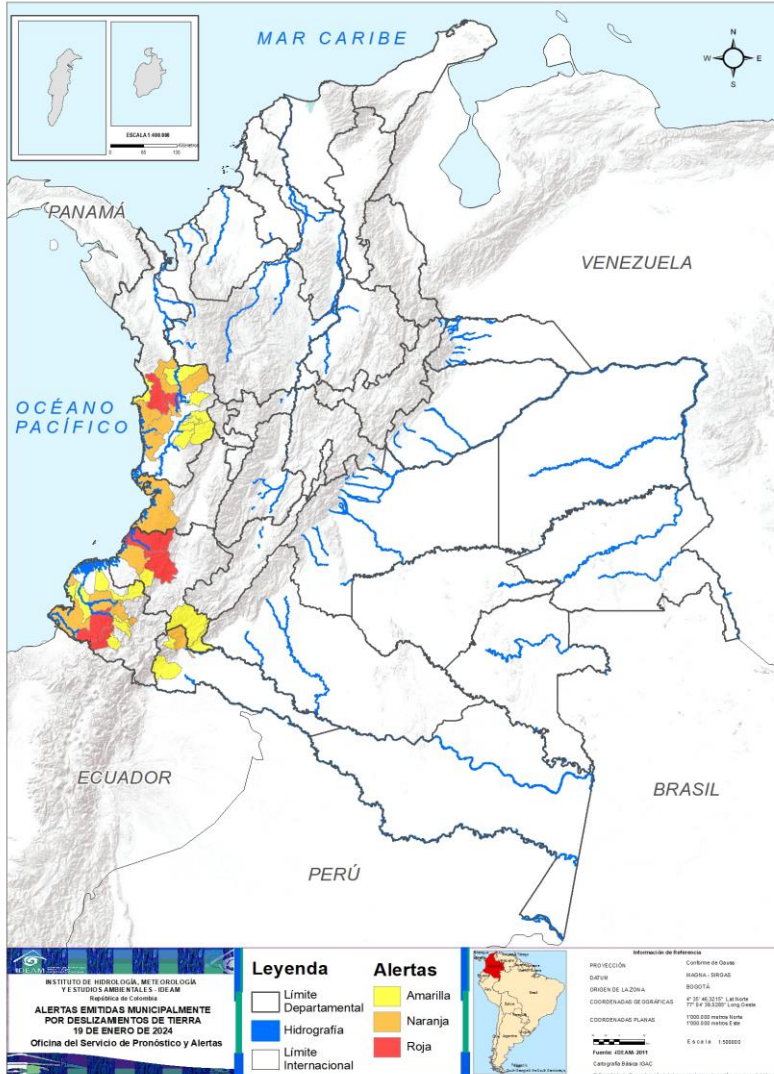 MAR CARIBE
N
W
E
S
ESCALA 1:400.000
PANAMÁ
VENEZUELA
OCÉANO
PACÍFICO
ECUADOR
BRASIL
PERÚ
IDEAM
INSTITUTO DE HIDROLOGÍA, METEOROLOGÍA
Y ESTUDIOS AMBIENTALES - IDEAM
República de Colombia
ALERTAS EMITIDAS MUNICIPALMENTE
POR DESLIZAMIENTOS DE TIERRA
19 DE ENERO DE 2024
Oficina del Servicio de Pronóstico y Alertas
Leyenda
Límite
Departamental
Hidrografía
Límite
Internacional
Alertas
Amarilla
Naranja
Roja
Información de Referencia
PROYECCIÓN Conforme de Gauss
DATUM MAGNA - SIRGAS
ORIGEN DE LA ZONA BOGOTÁ
COORDENADAS GEOGRÁFICAS
COORDENADAS PLANAS 1'000.000 metros Norte
1'000.000 metros Este
Escala 1:500000
Fuente: IDEAM- 2011
Cartografía Básica IGAC